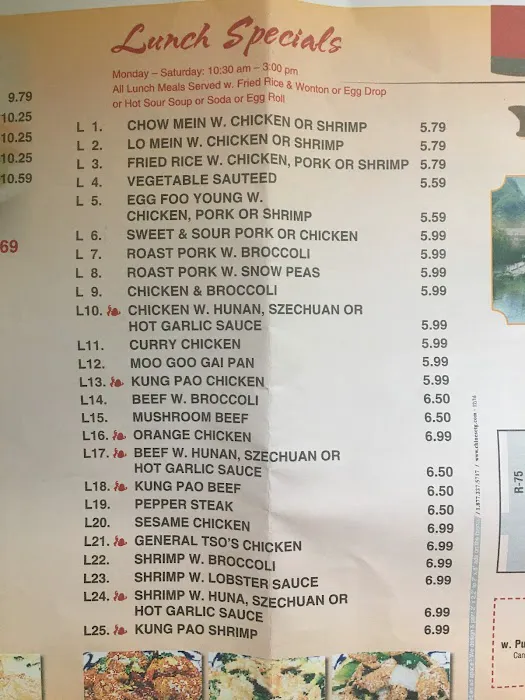 Lunch Specials
Monday – Saturday: 10:30 am – 3:00 pm
All Lunch Meals Served w. Fried Rice & Wonton or Egg Drop
or Hot Sour Soup or Soda or Egg Roll
9.79
10.25
10.25
10.25
10.59
69
L 1. CHOW MEIN W. CHICKEN OR SHRIMP 5.79
L 2. LO MEIN W. CHICKEN OR SHRIMP 5.79
L 3. FRIED RICE W. CHICKEN, PORK OR SHRIMP 5.79
L 4. VEGETABLE SAUTEED 5.59
L 5. EGG FOO YOUNG W.
CHICKEN, PORK OR SHRIMP 5.59
L 6. SWEET & SOUR PORK OR CHICKEN 5.99
L 7. ROAST PORK W. BROCCOLI 5.99
L 8. ROAST PORK W. SNOW PEAS 5.99
L 9. CHICKEN & BROCCOLI 5.99
L10. CHICKEN W. HUNAN, SZECHUAN OR
HOT GARLIC SAUCE 5.99
L11. CURRY CHICKEN 5.99
L12. MOO GOO GAI PAN 5.99
L13. KUNG PAO CHICKEN 5.99
L14. BEEF W. BROCCOLI 6.50
L15. MUSHROOM BEEF 6.50
L16. ORANGE CHICKEN 6.99
L17. BEEF W. HUNAN, SZECHUAN OR
HOT GARLIC SAUCE 6.50
L18. KUNG PAO BEEF 6.50
L19. PEPPER STEAK 6.50
L20. SESAME CHICKEN 6.99
L21. GENERAL TSO'S CHICKEN 6.99
L22. SHRIMP W. BROCCOLI 6.99
L23. SHRIMP W. LOBSTER SAUCE 6.99
L24. SHRIMP W. HUNA, SZECHUAN OR
HOT GARLIC SAUCE 6.99
L25. KUNG PAO SHRIMP 6.99
R-75
w. Pu
Can